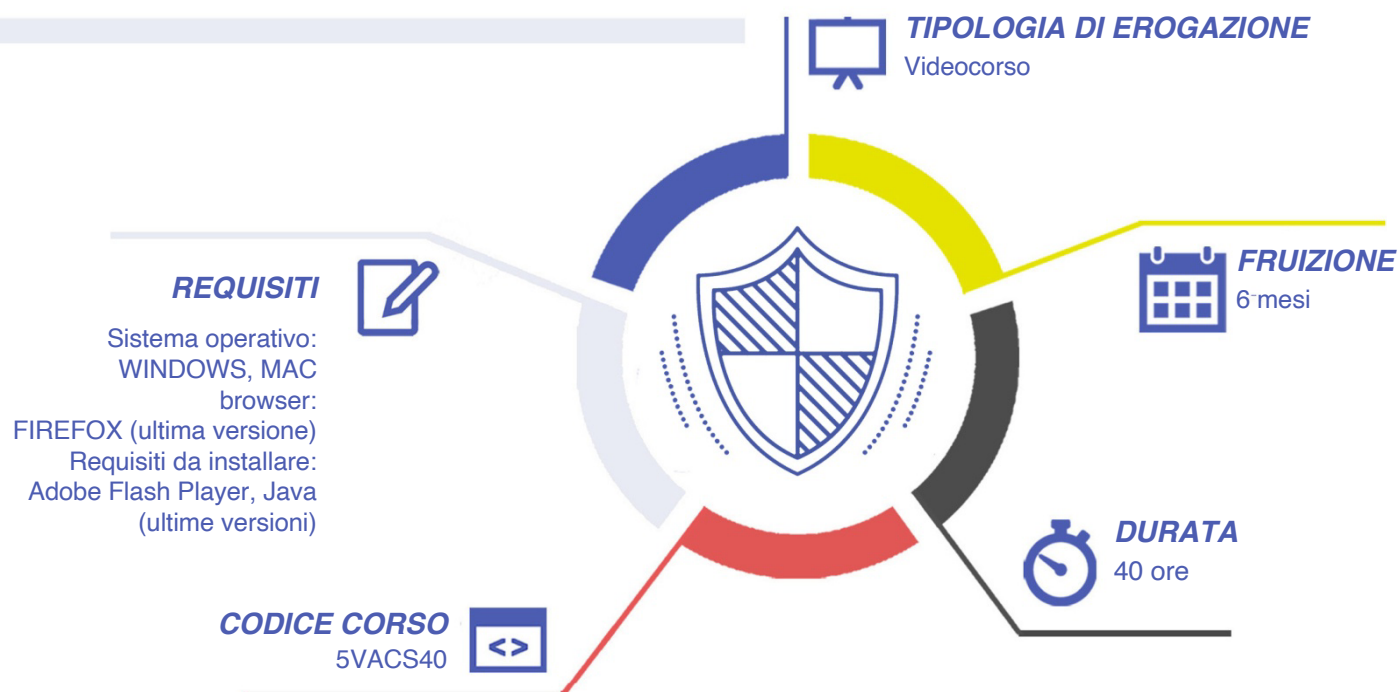 TIPOLOGIA DI EROGAZIONE
Videocorso
FRUIZIONE
6 mesi
REQUISITI
Sistema operativo:
WINDOWS, MAC
browser:
FIREFOX (ultima versione)
Requisiti da installare:
Adobe Flash Player, Java
(ultime versioni)
DURATA
40 ore
CODICE CORSO
5VACS40